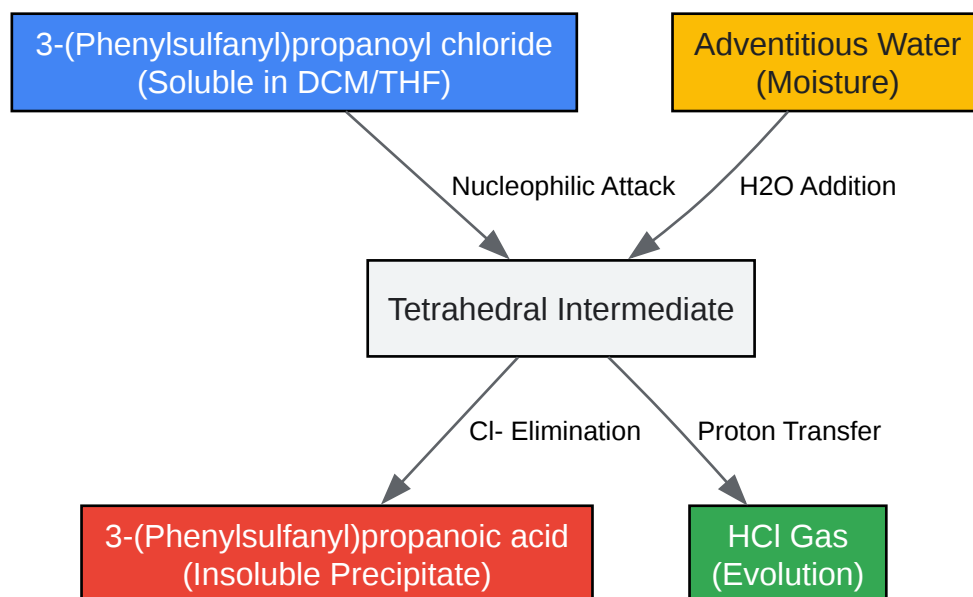 3-(Phenylsulfanyl)propanoyl chloride
(Soluble in DCM/THF)
Adventitious Water
(Moisture)
Nucleophilic Attack
H2O Addition
Tetrahedral Intermediate
Cl- Elimination
Proton Transfer
3-(Phenylsulfanyl)propanoic acid
(Insoluble Precipitate)
HCl Gas
(Evolution)